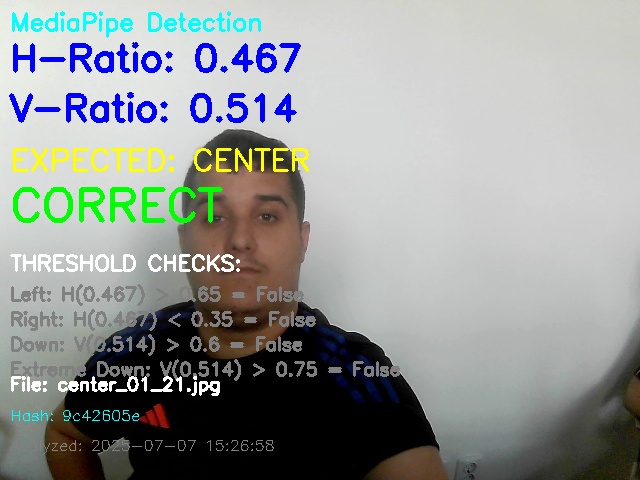 MediaPipe Detection
H-Ratio: 0.467
V-Ratio: 0.514
EXPECTED: CENTER
CORRECT
THRESHOLD CHECKS:
Left: H(0.467) > 0.65 = False
Right: H(0.467) < 0.35 = False
Down: V(0.514) > 0.6 = False
Extreme Down: V(0.514) > 0.75 = False
File: center_01_21.jpg
Hash: 9c42605e
2025-07-07 15:26:58